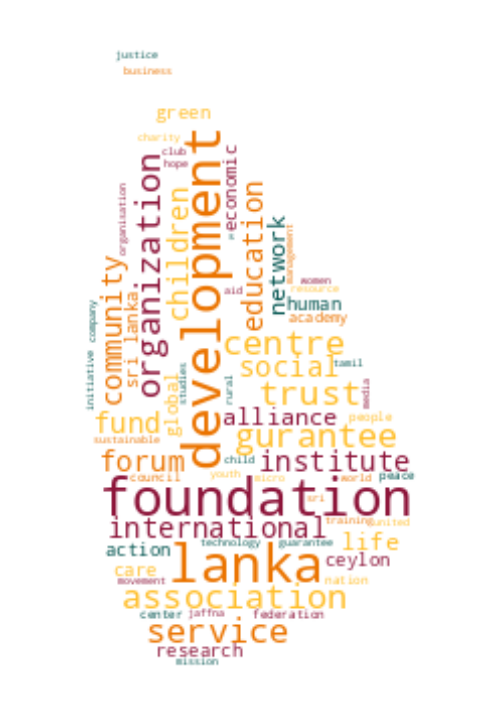 justice
business
green
charity
club
hope
development
organization
economic
children
education
organisation
network
management
community
sri lanka
aid
women
resource
human
academy
company
initiative
centre
social
tamil
global
studies
rural
trust
media
alliance
people
fund
gurantee
sustainable
forum
child
institute
council
youth
micro
world
peace
foundation
sri
international
training
united
action
technology
guarantee
life
lanka
ceylon
care
movement
nation
association
center
jaffna
federation
service
research
mission